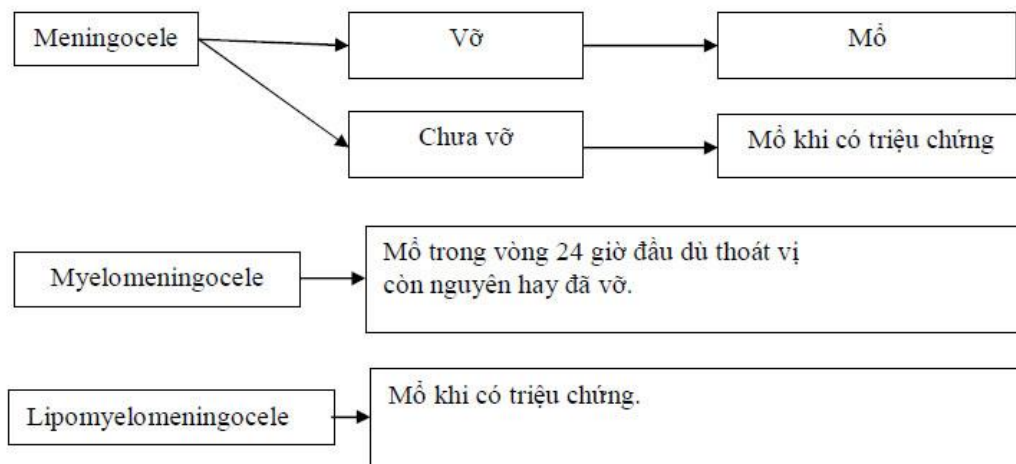 Meningocele
Vỡ
Mổ
Chưa vỡ
Mổ khi có triệu chứng
Myelomeningocele
Mổ trong vòng 24 giờ đầu dù thoát vị
còn nguyên hay đã vỡ.
Lipomyelomeningocele
Mổ khi có triệu chứng.